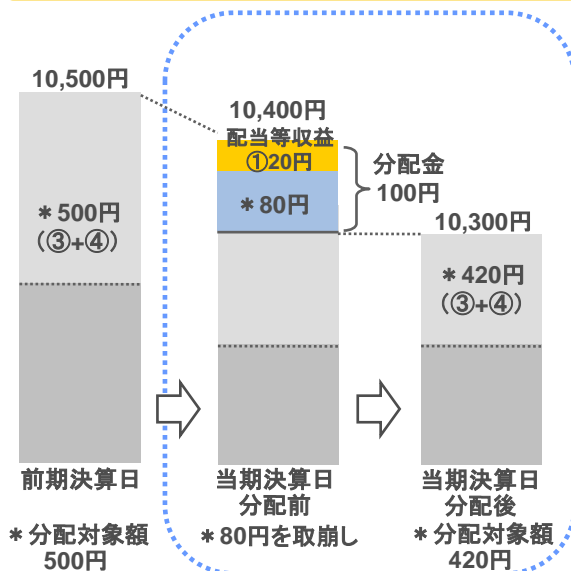 10,500円
＊500円
（③+④）
前期決算日
＊分配対象額
500円
10,400円
配当等収益
①20円
＊80円
分配金
100円
当期決算日
分配前
＊80円を取崩し
10,300円
＊420円
（③+④）
当期決算日
分配後
＊分配対象額
420円